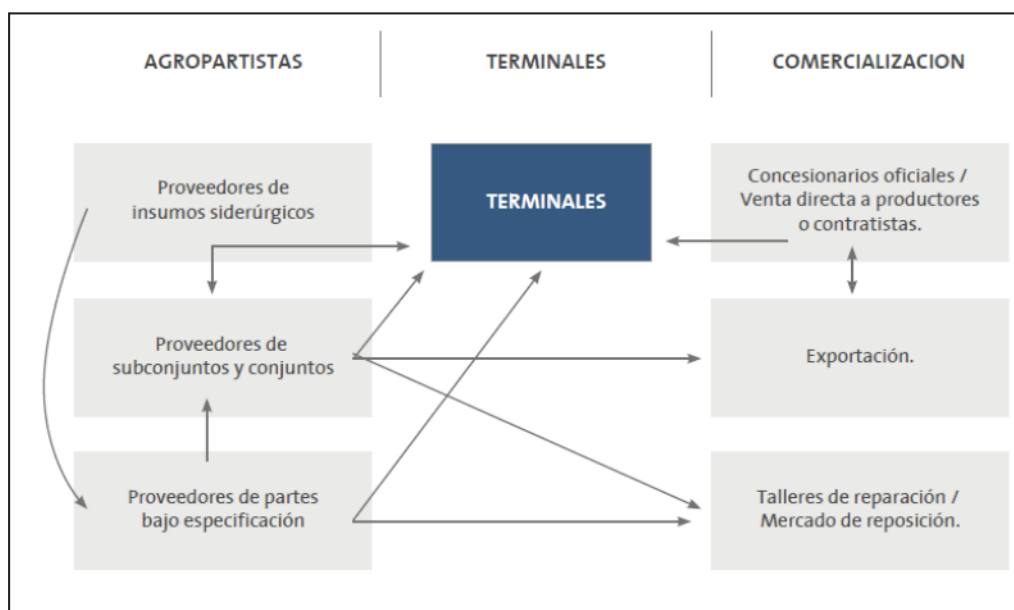 AGROPARTISTAS
TERMINALES
COMERCIALIZACION
Proveedores de
insumos siderúrgicos
TERMINALES
Concesionarios oficiales /
Venta directa a productores
o contratistas.
Proveedores de
subconjuntos y conjuntos
Exportación.
Proveedores de partes
bajo especificación
Talleres de reparación /
Mercado de reposición.